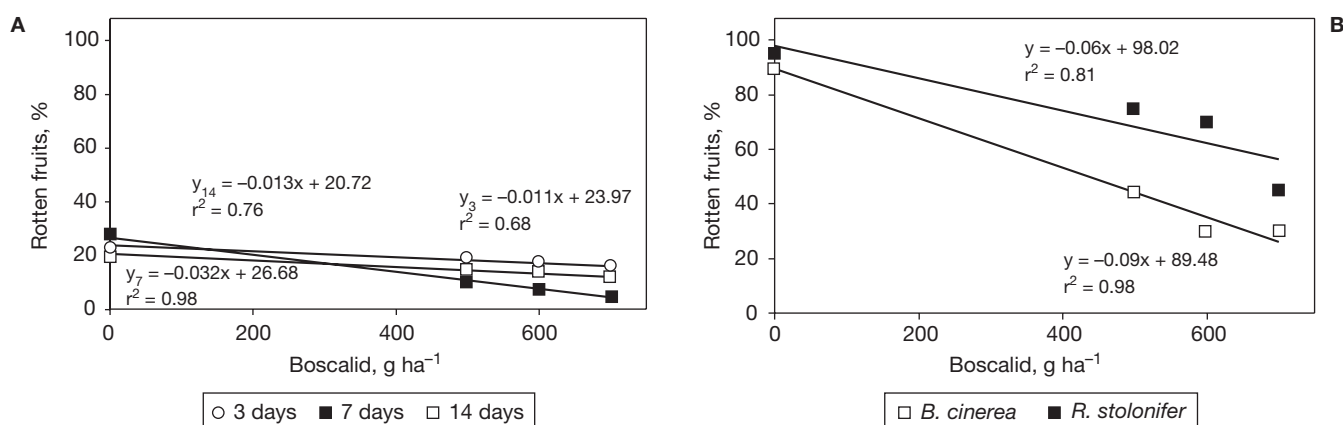 A
100
80
60
40
20
0
Rotten fruits, %
y₁₄ = –0.013x + 20.72
r² = 0.76
y₃ = –0.011x + 23.97
r² = 0.68
y₇ = –0.032x + 26.68
r² = 0.98
0 200 400 600
Boscalid, g ha⁻¹
3 days 7 days 14 days
B
100
80
60
40
20
0
Rotten fruits, %
y = –0.06x + 98.02
r² = 0.81
y = –0.09x + 89.48
r² = 0.98
0 200 400 600
Boscalid, g ha⁻¹
B. cinerea R. stolonifer